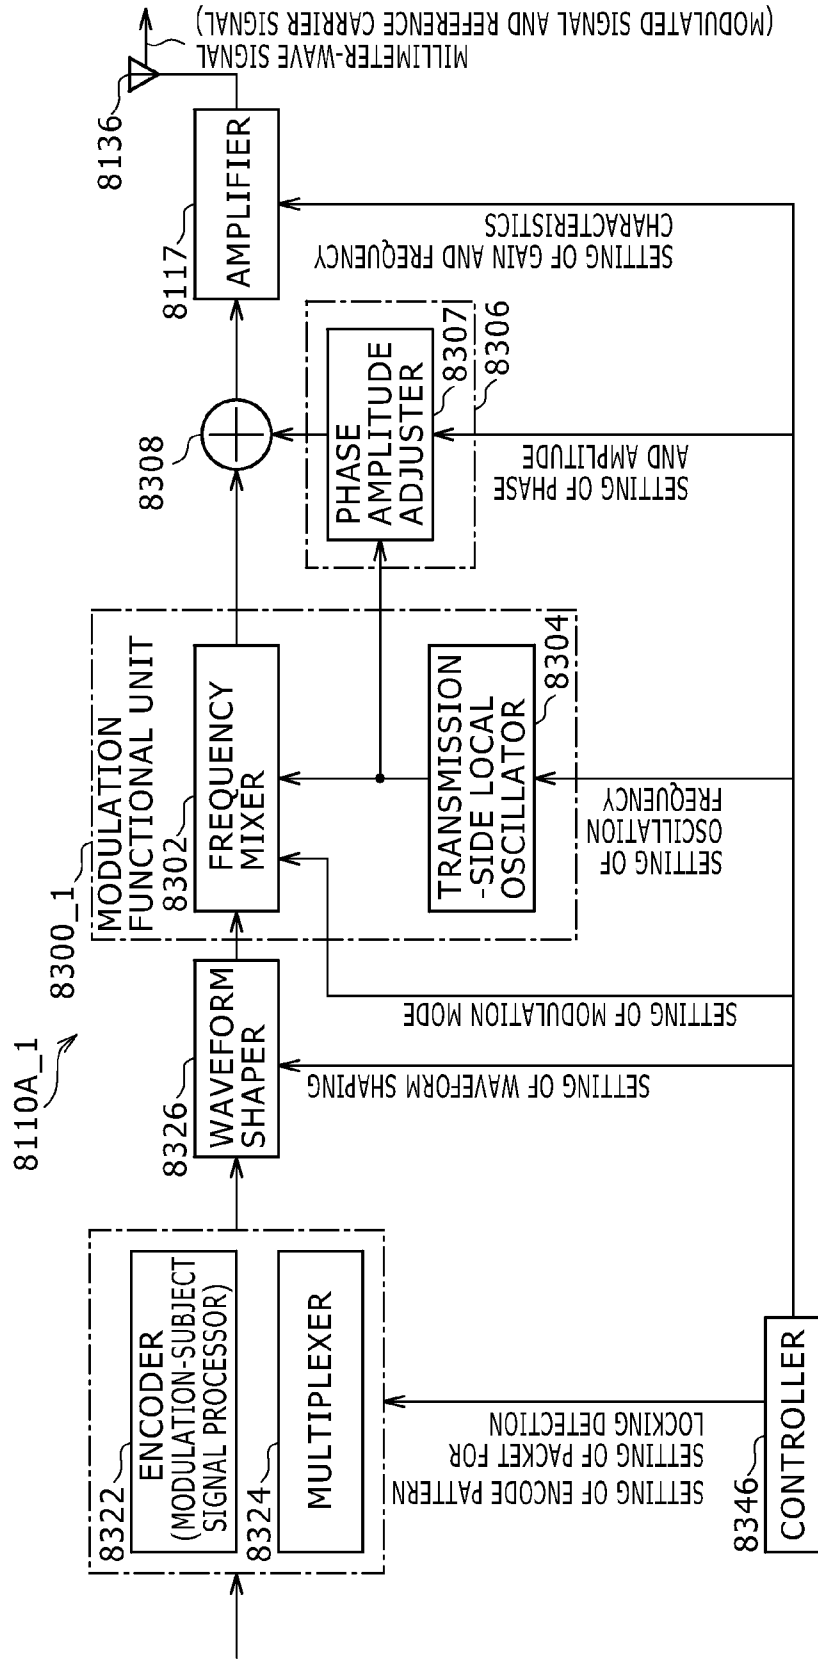 8110A_1
8300_1
MODULATION
FUNCTIONAL UNIT
8322
ENCODER
(MODULATION-SUBJECT
SIGNAL PROCESSOR)
8324
MULTIPLEXER
8326
WAVEFORM
SHAPER
8302
FREQUENCY
MIXER
TRANSMISSION
-SIDE LOCAL
OSCILLATOR
8304
8308
PHASE
AMPLITUDE
ADJUSTER
8307
8306
8117
AMPLIFIER
8136
MILLIMETER-WAVE SIGNAL
(MODULATED SIGNAL AND REFERENCE CARRIER SIGNAL)
SETTING OF ENCODE PATTERN
SETTING OF PACKET FOR
LOCKING DETECTION
SETTING OF WAVEFORM SHAPING
SETTING OF MODULATION MODE
SETTING OF
OSCILLATION
FREQUENCY
SETTING OF PHASE
AND AMPLITUDE
SETTING OF GAIN AND FREQUENCY
CHARACTERISTICS
8346
CONTROLLER